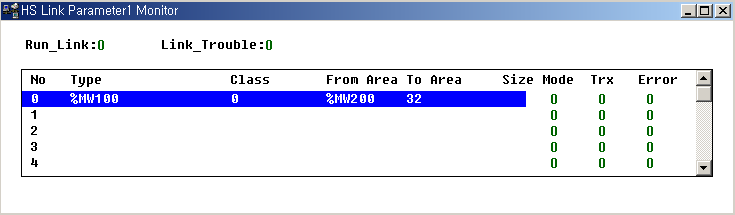 HS Link Parameter1 Monitor
Run_Link:0 Link_Trouble:0
No Type Class From Area To Area Size Mode Trx Error
0 %MW100 0 %MW200 32 0 0 0
1 0 0 0
2 0 0 0
3 0 0 0
4 0 0 0